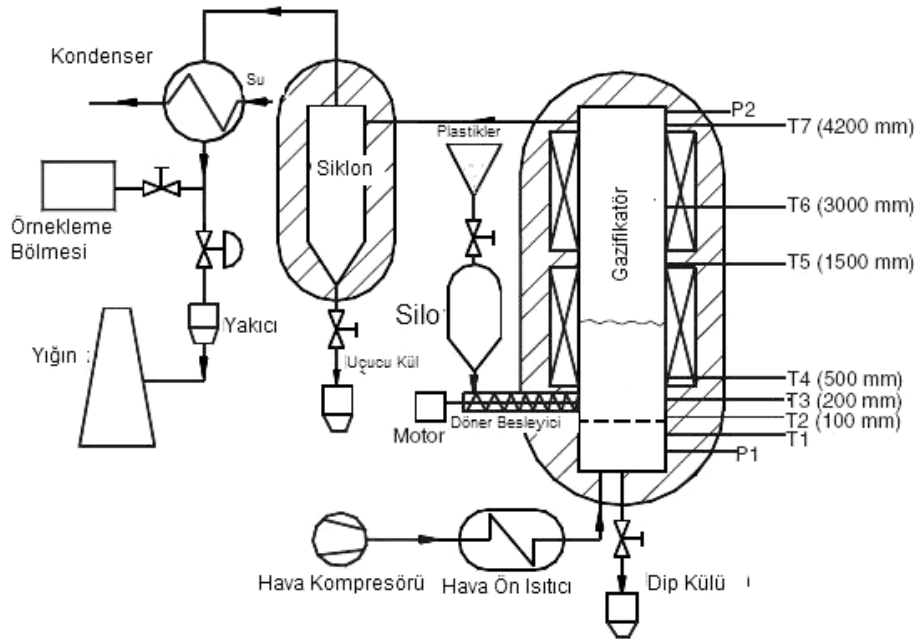 Kondenser
Su
Örnekleme
Bölmesi
Yakıcı
Yığın :
Siklon
Uçucu Kül
Plastikler
Silo
Motor
Döner Besleyici
Gazifikatör
P2
T7 (4200 mm)
T6 (3000 mm)
T5 (1500 mm)
T4 (500 mm)
T3 (200 mm)
T2 (100 mm)
T1
P1
Hava Kompresörü
Hava Ön Isıtıcı
Dip Külü